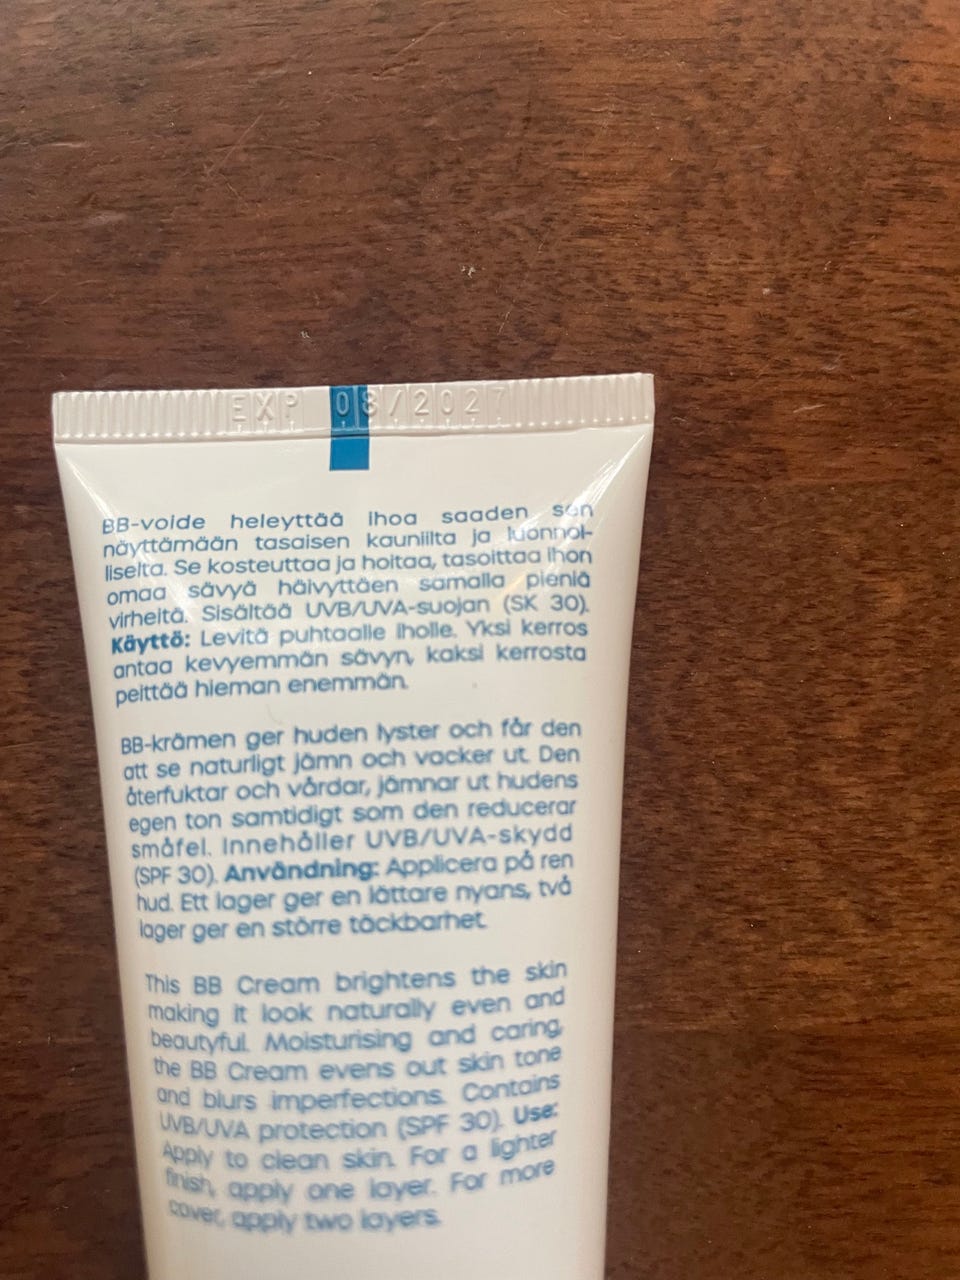 EXP 08/2027
BB-voide heleyttää ihoa saaden sen
näyttämään tasaisen kauniilta ja luonnol-
liselta. Se kosteuttaa ja hoitaa, tasoittaa ihon
omaa sävyä häivyttäen samalla pieniä
virheitä. Sisältää UVB/UVA-suojan (SK 30).
Käyttö: Levitä puhtaalle iholle. Yksi kerros
antaa kevyemmän sävyn, kaksi kerrosta
peittää hieman enemmän.
BB-krämen ger huden lyster och får den
att se naturligt jämn och vacker ut. Den
återfuktar och vårdar, jämnar ut hudens
egen ton samtidigt som den reducerar
småfel. Innehåller UVB/UVA-skydd
(SPF 30). Användning: Applicera på ren
hud. Ett lager ger en lättare nyans, två
lager ger en större täckbarhet.
This BB Cream brightens the skin
making it look naturally even and
beautyful. Moisturising and caring,
the BB Cream evens out skin tone
and blurs imperfections. Contains
UVB/UVA protection (SPF 30). Use:
Apply to clean skin. For a lighter
finish, apply one layer. For more
cover, apply two layers.